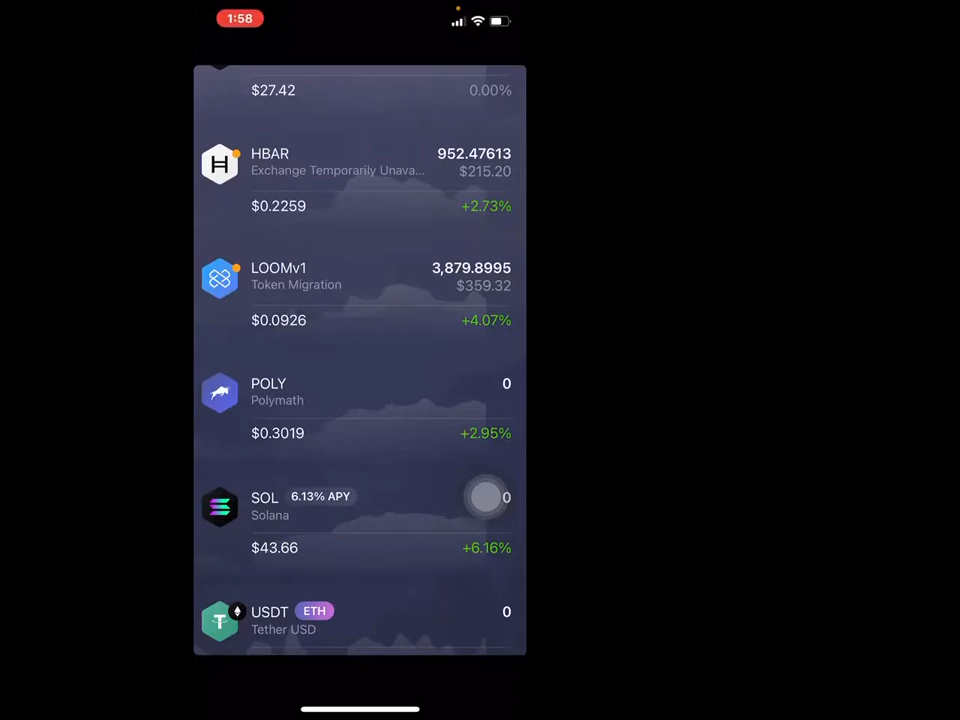 1:58
$27.42 0.00%
HBAR 952.47613
Exchange Temporarily Unava... $215.20
$0.2259 +2.73%
LOOMv1 3,879.8995
Token Migration $359.32
$0.0926 +4.07%
POLY 0
Polymath
$0.3019 +2.95%
SOL 6.13% APY 0
Solana
$43.66 +6.16%
USDT ETH 0
Tether USD